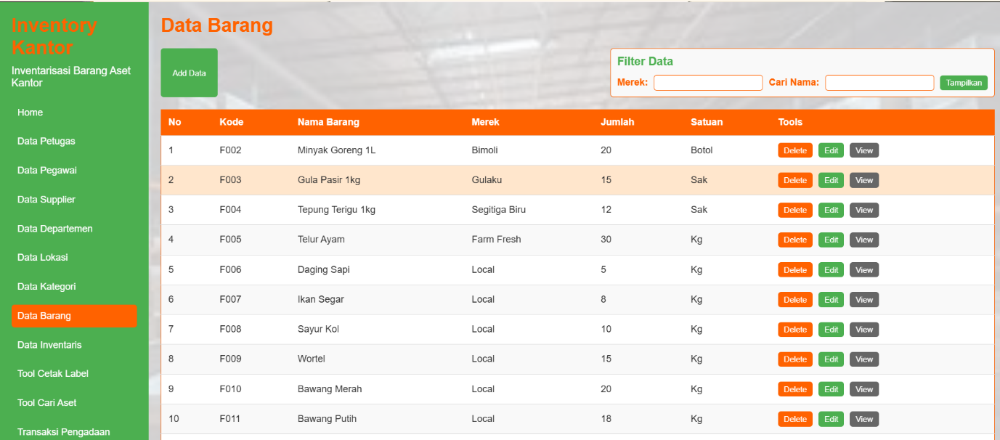 Inventory
Kantor
Inventarisasi Barang Aset
Kantor
Home
Data Petugas
Data Pegawai
Data Supplier
Data Departemen
Data Lokasi
Data Kategori
Data Barang
Data Inventaris
Tool Cetak Label
Tool Cari Aset
Transaksi Pengadaan
Data Barang
Add Data
Filter Data
Merek: Cari Nama: Tampilkan
No Kode Nama Barang Merek Jumlah Satuan Tools
1 F002 Minyak Goreng 1L Bimoli 20 Botol Delete Edit View
2 F003 Gula Pasir 1kg Gulaku 15 Sak Delete Edit View
3 F004 Tepung Terigu 1kg Segitiga Biru 12 Sak Delete Edit View
4 F005 Telur Ayam Farm Fresh 30 Kg Delete Edit View
5 F006 Daging Sapi Local 5 Kg Delete Edit View
6 F007 Ikan Segar Local 8 Kg Delete Edit View
7 F008 Sayur Kol Local 10 Kg Delete Edit View
8 F009 Wortel Local 15 Kg Delete Edit View
9 F010 Bawang Merah Local 20 Kg Delete Edit View
10 F011 Bawang Putih Local 18 Kg Delete Edit View